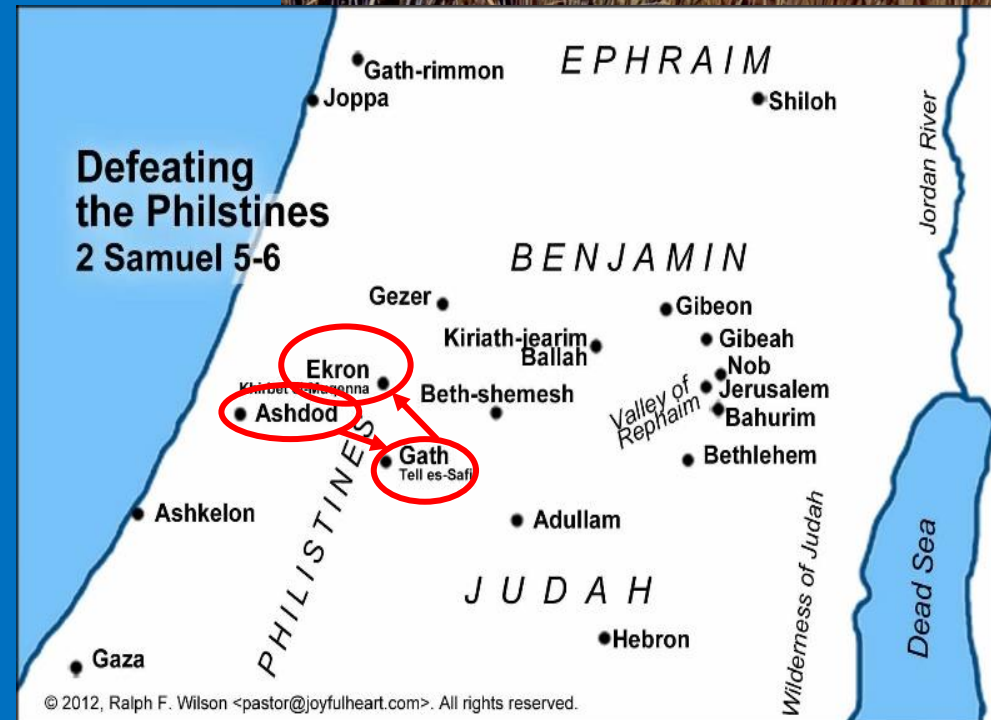 EPHRAIM
Gath-rimmon
Joppa
Shiloh
Jordan River
Defeating
the Philstines
2 Samuel 5-6
BENJAMIN
Gezer
Gibeon
Kiriath-jearim
Ballah
Gibeah
Nob
Jerusalem
Bahurim
Valley of
Rephaim
Ekron
Beth-shemesh
Ashdod
Gath
Tell es-Safi
Bethlehem
PHILISTINES
Ashkelon
Adullam
Wilderness of Judah
Dead Sea
JUDAH
Hebron
Gaza
© 2012, Ralph F. Wilson <pastor@joyfulheart.com>. All rights reserved.